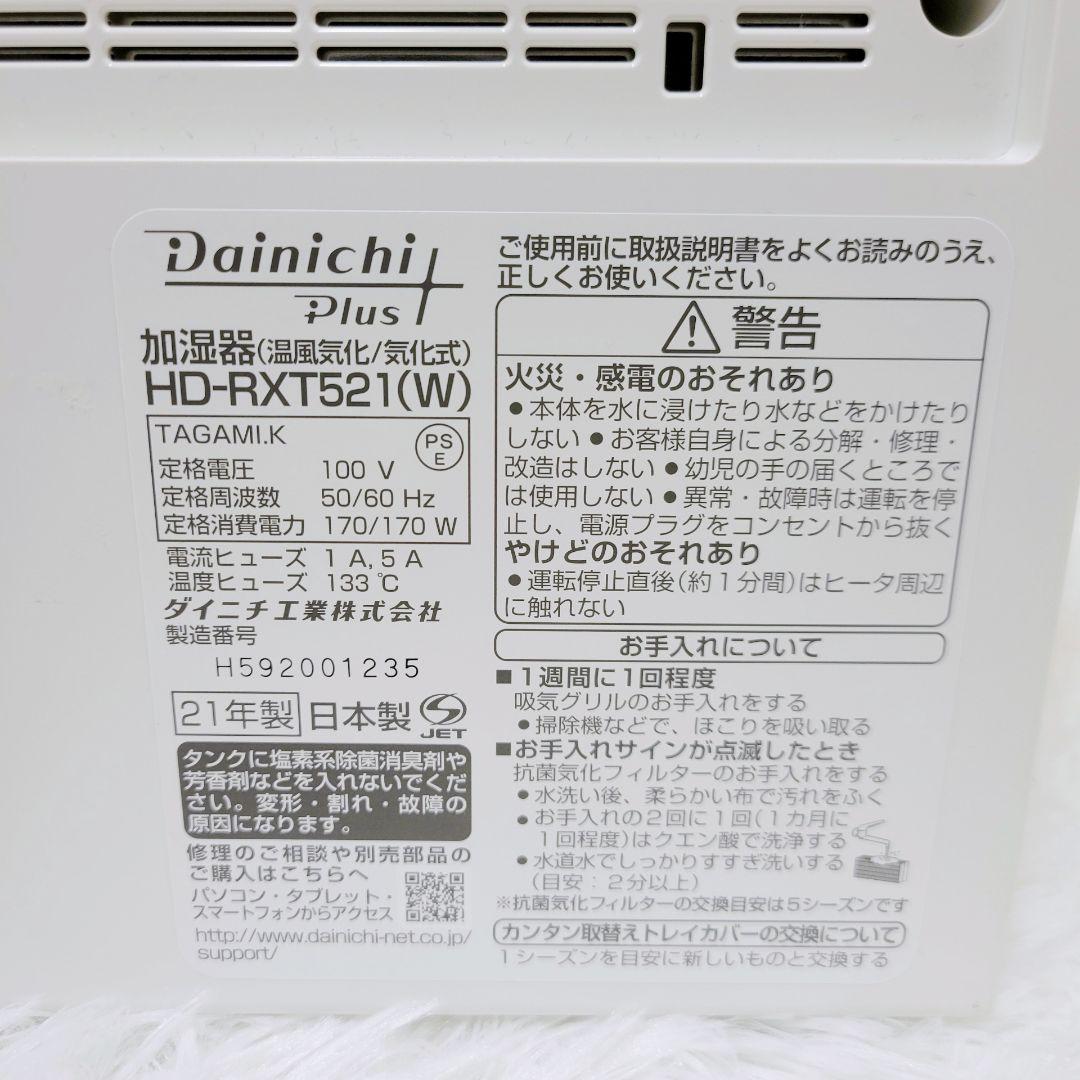 Dainichi
Plus
加湿器(温風気化/気化式)
HD-RXT521(W)
TAGAMI.K
PS
E
定格電圧 100 V
定格周波数 50/60 Hz
定格消費電力 170/170 W
電流ヒューズ 1 A, 5 A
温度ヒューズ 133 ℃
ダイニチ工業株式会社
製造番号
H592001235
21年製 日本製 JET
タンクに塩素系除菌消臭剤や
芳香剤などを入れないでくだ
さい。変形・割れ・故障の
原因になります。
修理のご相談や別売部品の
ご購入はこちらへ
パソコン・タブレット・
スマートフォンからアクセス
http://www.dainichi-net.co.jp/
support/
ご使用前に取扱説明書をよくお読みのうえ、
正しくお使いください。
警告
火災・感電のおそれあり
●本体を水に浸けたり水などをかけたり
しない ●お客様自身による分解・修理・
改造はしない ●幼児の手の届くところで
は使用しない ●異常・故障時は運転を停
止し、電源プラグをコンセントから抜く
やけどのおそれあり
●運転停止直後(約1分間)はヒータ周辺
に触れない
お手入れについて
■1週間に1回程度
吸気グリルのお手入れをする
●掃除機などで、ほこりを吸い取る
■お手入れサインが点滅したとき
抗菌気化フィルターのお手入れをする
●水洗い後、柔らかい布で汚れをふく
●お手入れの2回に1回(1カ月に
1回程度)はクエン酸で洗浄する
●水道水でしっかりすすぎ洗いする
(目安:2分以上)
※抗菌気化フィルターの交換目安は5シーズンです
カンタン取替えトレイカバーの交換について
1シーズンを目安に新しいものと交換する